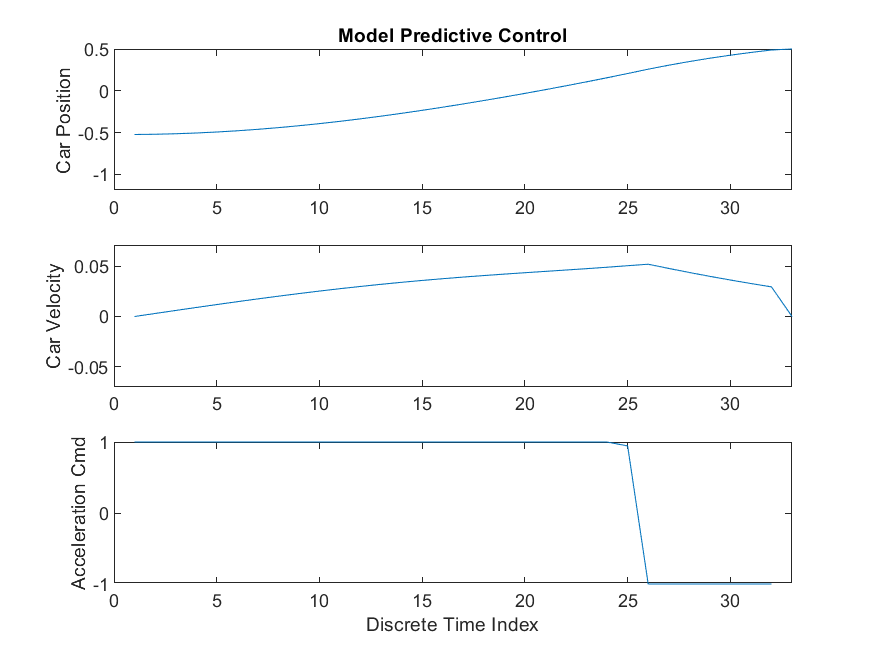 Model Predictive Control
Car Position
0.5
0
-0.5
-1
0 5 10 15 20 25 30
Car Velocity
0.05
0
-0.05
0 5 10 15 20 25 30
Acceleration Cmd
1
0
-1
0 5 10 15 20 25 30
Discrete Time Index